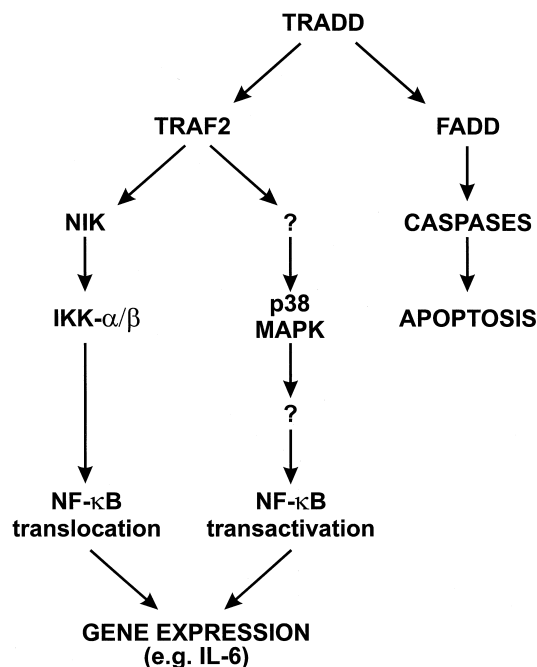 TRADD
TRAF2
FADD
NIK
?
CASPASES
IKK-α/β
p38
MAPK
APOPTOSIS
?
NF-κB
translocation
NF-κB
transactivation
GENE EXPRESSION
(e.g. IL-6)